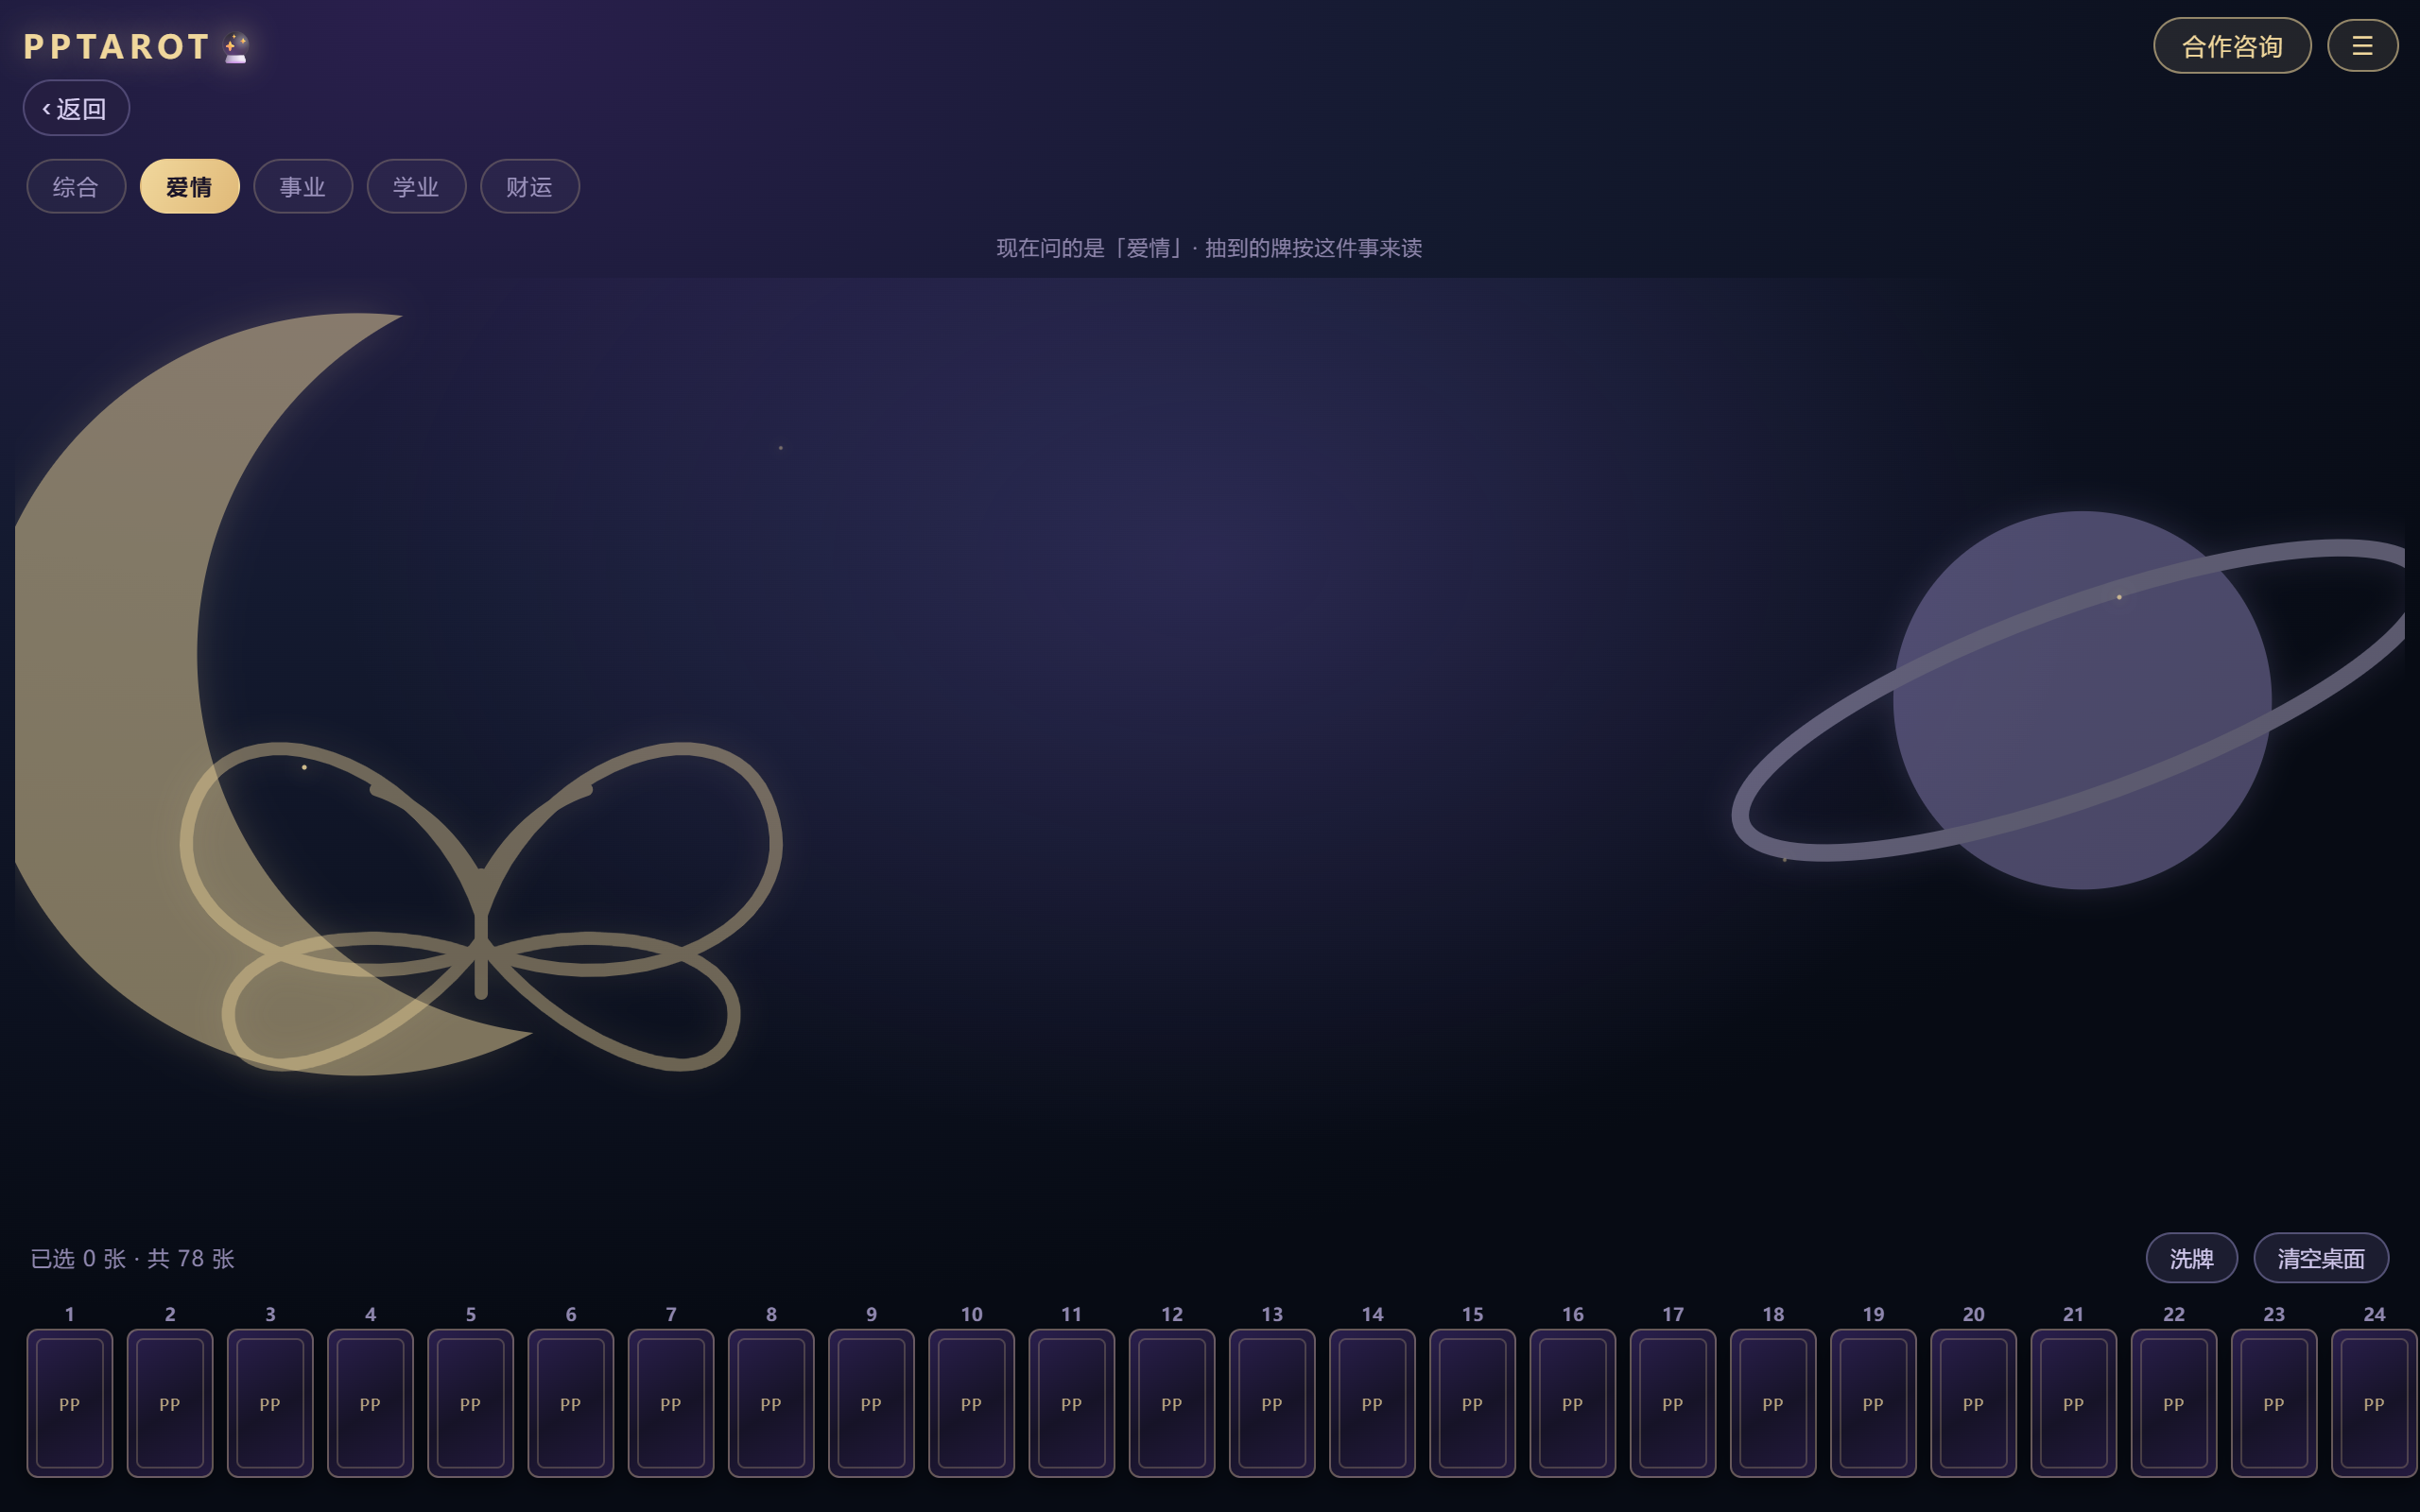 PPTAROT
合作咨询 ☰
‹ 返回
综合 爱情 事业 学业 财运
现在问的是「爱情」· 抽到的牌按这件事来读
已选 0 张 · 共 78 张 洗牌 清空桌面
1 2 3 4 5 6 7 8 9 10 11 12 13 14 15 16 17 18 19 20 21 22 23 24
PP PP PP PP PP PP PP PP PP PP PP PP PP PP PP PP PP PP PP PP PP PP PP PP